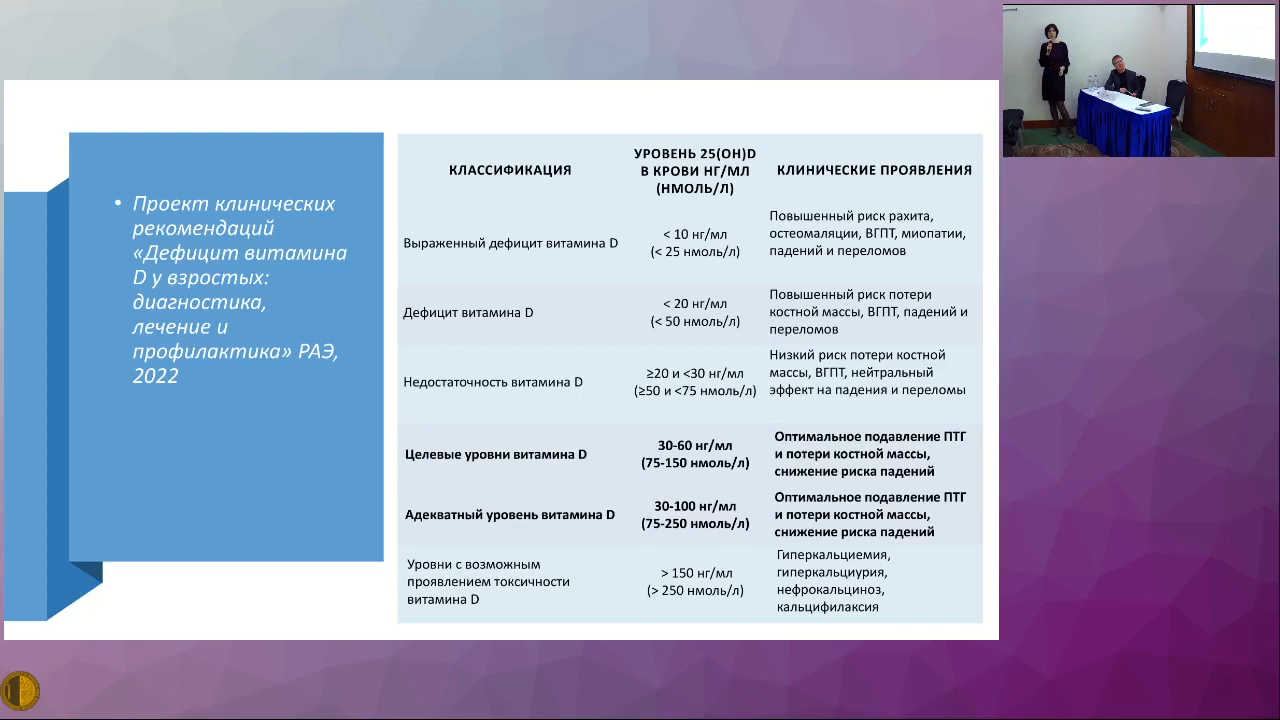 • Проект клинических
рекомендаций
«Дефицит витамина
D у взростых:
диагностика,
лечение и
профилактика» РАЭ,
2022
КЛАССИФИКАЦИЯ
УРОВЕНЬ 25(ОН)D
В КРОВИ НГ/МЛ
(НМОЛЬ/Л)
КЛИНИЧЕСКИЕ ПРОЯВЛЕНИЯ
Выраженный дефицит витамина D
< 10 нг/мл
(< 25 нмоль/л)
Повышенный риск рахита,
остеомаляции, ВГПТ, миопатии,
падений и переломов
Дефицит витамина D
< 20 нг/мл
(< 50 нмоль/л)
Повышенный риск потери
костной массы, ВГПТ, падений и
переломов
Недостаточность витамина D
≥20 и <30 нг/мл
(≥50 и <75 нмоль/л)
Низкий риск потери костной
массы, ВГПТ, нейтральный
эффект на падения и переломы
Целевые уровни витамина D
30-60 нг/мл
(75-150 нмоль/л)
Оптимальное подавление ПТГ
и потери костной массы,
снижение риска падений
Адекватный уровень витамина D
30-100 нг/мл
(75-250 нмоль/л)
Оптимальное подавление ПТГ
и потери костной массы,
снижение риска падений
Уровни с возможным
проявлением токсичности
витамина D
> 150 нг/мл
(> 250 нмоль/л)
Гиперкальциемия,
гиперкальциурия,
нефрокальциноз,
кальцифилаксия